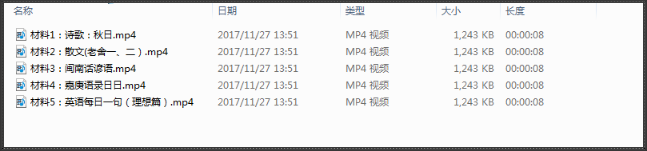 名称 日期 类型 大小 长度
材料1：诗歌：秋日.mp4 2017/11/27 13:51 MP4 视频 1,243 KB 00:00:08
材料2：散文(老舍一、二）.mp4 2017/11/27 13:51 MP4 视频 1,243 KB 00:00:08
材料3：闽南话谚语.mp4 2017/11/27 13:51 MP4 视频 1,243 KB 00:00:08
材料4：嘉庚语录日日.mp4 2017/11/27 13:51 MP4 视频 1,243 KB 00:00:08
材料5：英语每日一句（理想篇）.mp4 2017/11/27 13:51 MP4 视频 1,243 KB 00:00:08